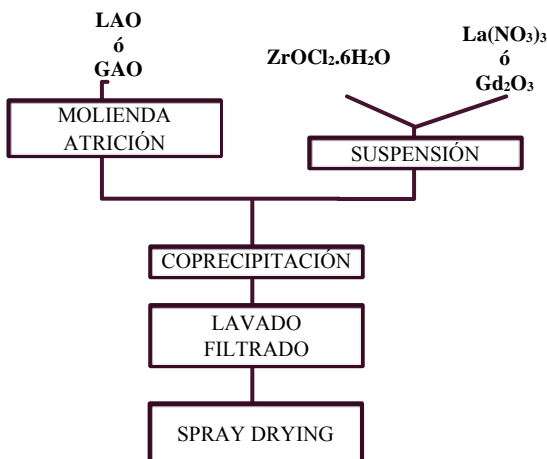 LAO
ó
GAO
ZrOCl₂.6H₂O
La(NO₃)₃
ó
Gd₂O₃
MOLIENDA
ATRICIÓN
SUSPENSIÓN
COPRECIPITACIÓN
LAVADO
FILTRADO
SPRAY DRYING